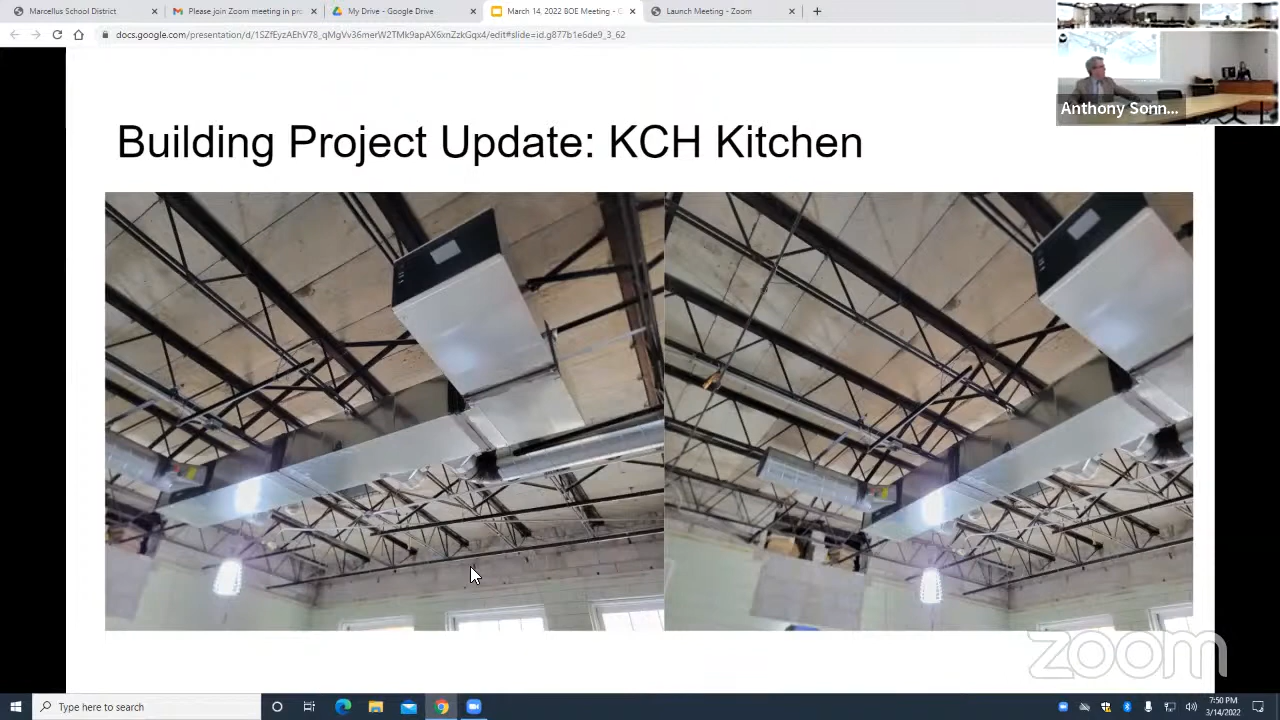 Marcellus School District
Please join Zoom meeting in pro
My Drive - Google Drive
March 14, 2022 BOE Meeting - G
Launch Meeting - Zoom
Anthony Sonn...
Building Project Update: KCH Kitchen
zoom
Type here to search
7:50 PM
3/14/2022